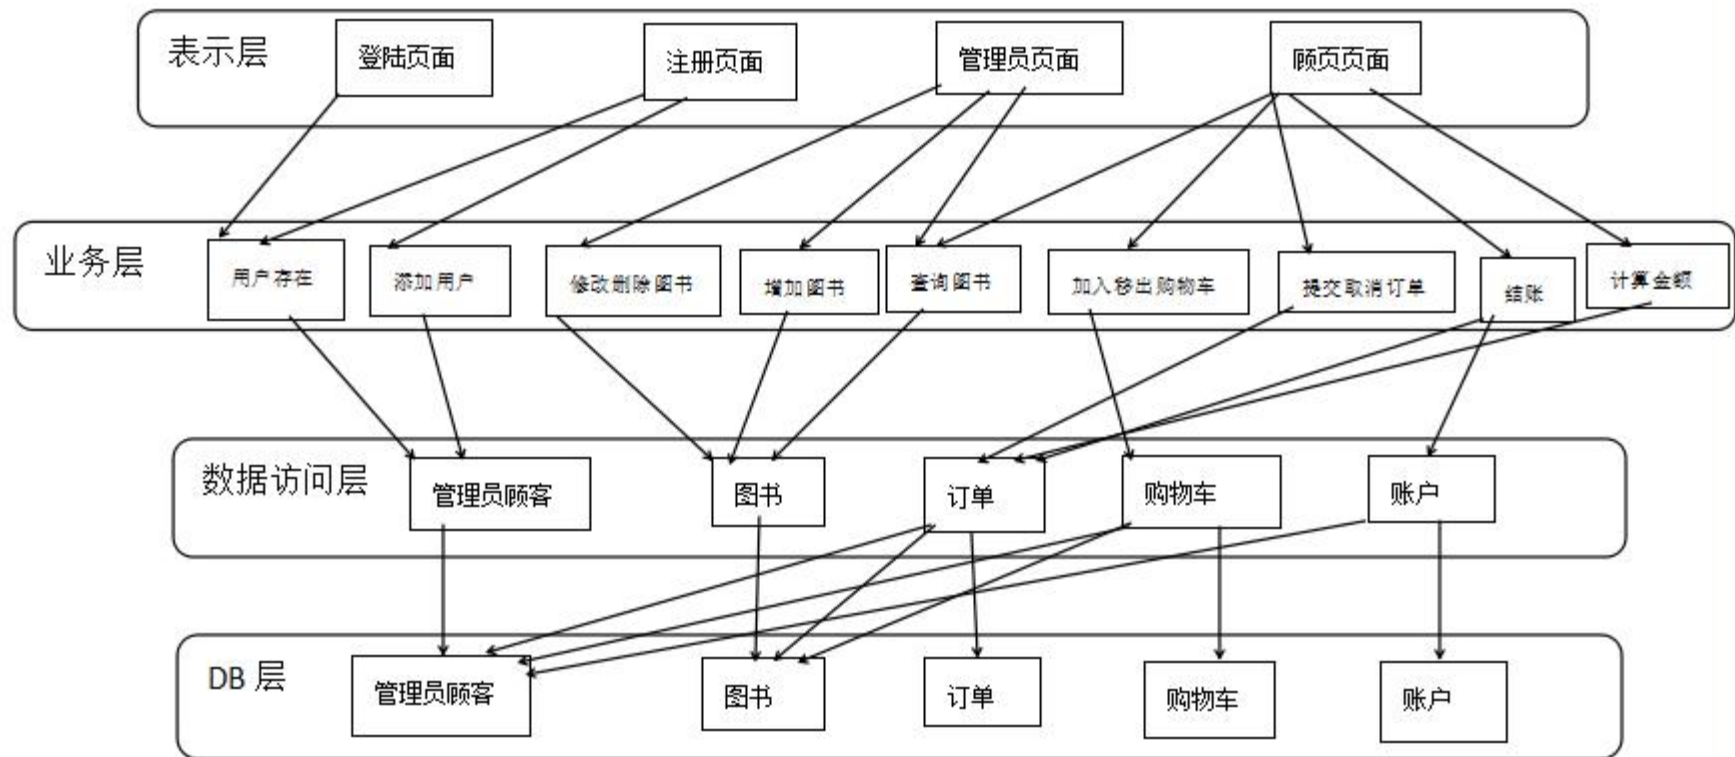 表示层
登陆页面
注册页面
管理员页面
顾页页面
业务层
用户存在
添加用户
修改删除图书
增加图书
查询图书
加入移出购物车
提交取消订单
结账
计算金额
数据访问层
管理员顾客
图书
订单
购物车
账户
DB 层
管理员顾客
图书
订单
购物车
账户